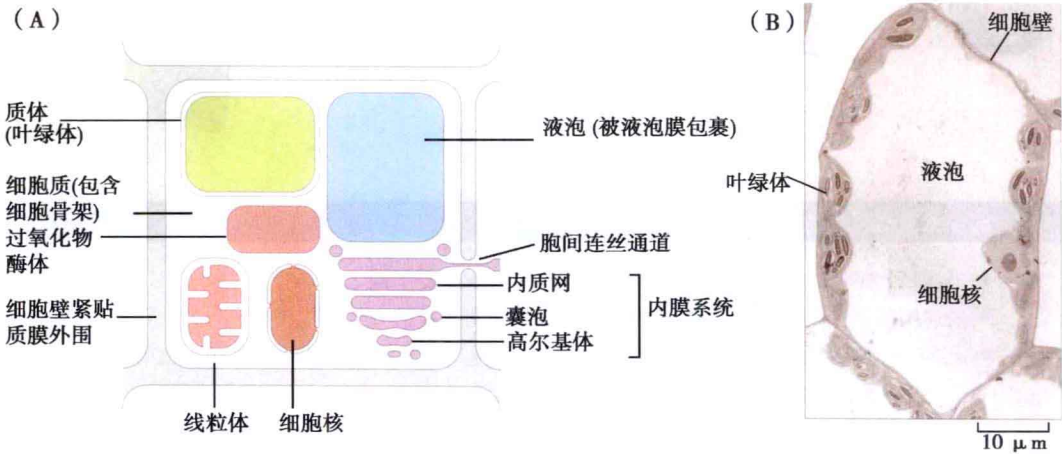 (A)
质体
(叶绿体)
细胞质(包含
细胞骨架)
过氧化物
酶体
细胞壁紧贴
质膜外围
线粒体
细胞核
液泡 (被液泡膜包裹)
胞间连丝通道
内质网
囊泡
高尔基体
内膜系统
(B)
细胞壁
叶绿体
液泡
细胞核
10 μm